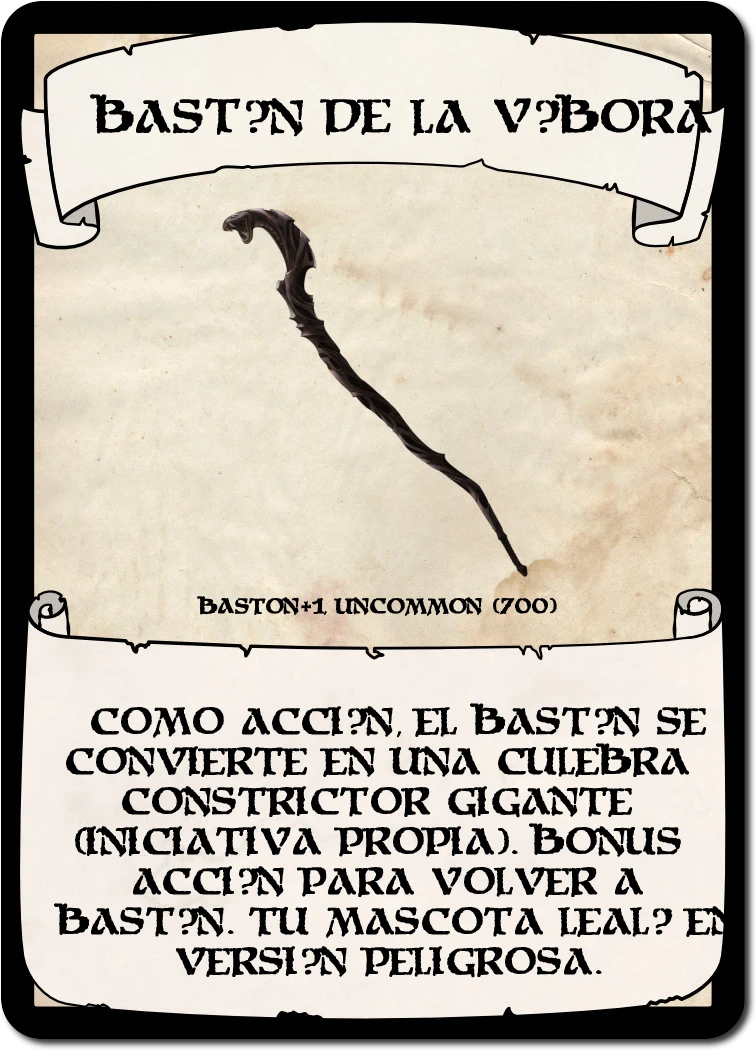 BAST?N DE LA V?BORA
BASTON+1, UNCOMMON (700)
COMO ACCI?N, EL BAST?N SE
CONVIERTE EN UNA CULEBRA
CONSTRICTOR GIGANTE
(INICIATIVA PROPIA). BONUS
ACCI?N PARA VOLVER A
BAST?N. TU MASCOTA LEAL? EN
VERSI?N PELIGROSA.